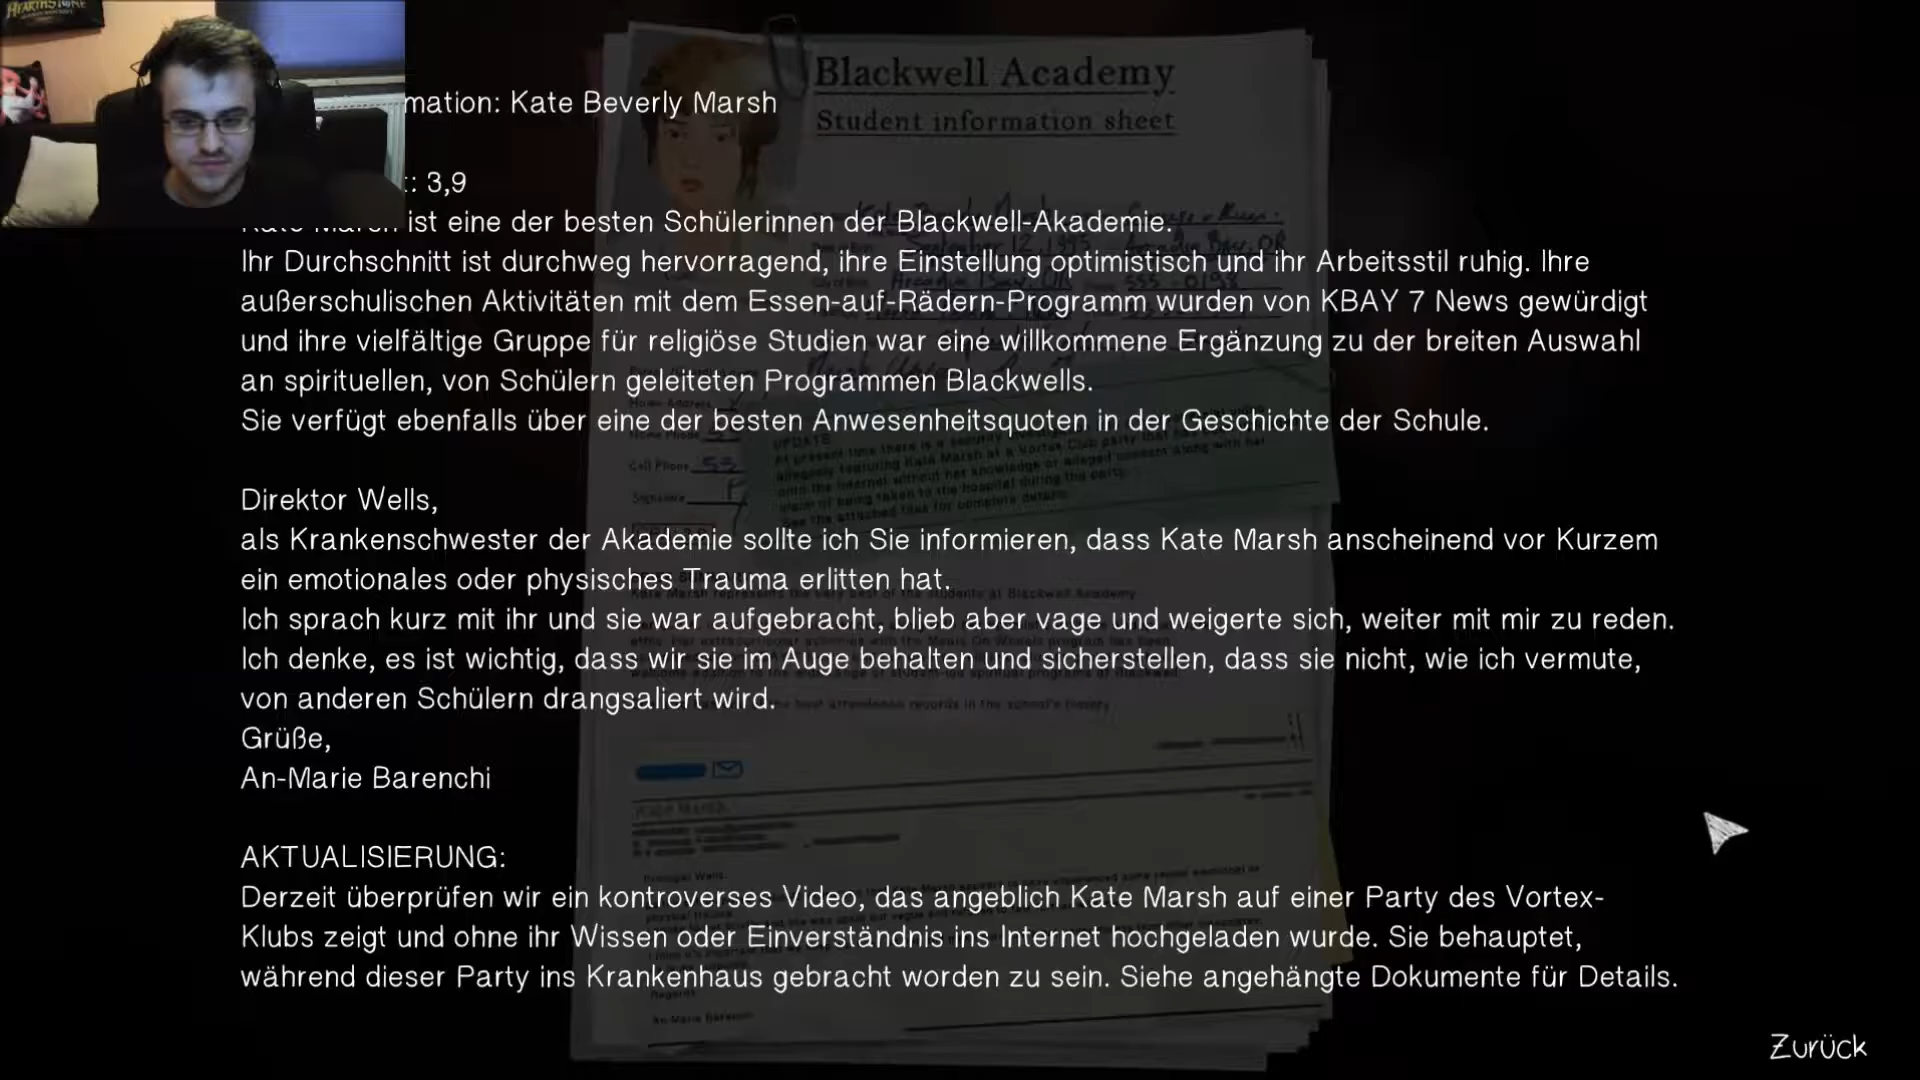 HEARTHSTONE
Blackwell Academy
Student information sheet
mation: Kate Beverly Marsh
: 3,9
Kate Marsh ist eine der besten Schülerinnen der Blackwell-Akademie.
Ihr Durchschnitt ist durchweg hervorragend, ihre Einstellung optimistisch und ihr Arbeitsstil ruhig. Ihre
außerschulischen Aktivitäten mit dem Essen-auf-Rädern-Programm wurden von KBAY 7 News gewürdigt
und ihre vielfältige Gruppe für religiöse Studien war eine willkommene Ergänzung zu der breiten Auswahl
an spirituellen, von Schülern geleiteten Programmen Blackwells.
Sie verfügt ebenfalls über eine der besten Anwesenheitsquoten in der Geschichte der Schule.
Direktor Wells,
als Krankenschwester der Akademie sollte ich Sie informieren, dass Kate Marsh anscheinend vor Kurzem
ein emotionales oder physisches Trauma erlitten hat.
Ich sprach kurz mit ihr und sie war aufgebracht, blieb aber vage und weigerte sich, weiter mit mir zu reden.
Ich denke, es ist wichtig, dass wir sie im Auge behalten und sicherstellen, dass sie nicht, wie ich vermute,
von anderen Schülern drangsaliert wird.
Grüße,
An-Marie Barenchi
AKTUALISIERUNG:
Derzeit überprüfen wir ein kontroverses Video, das angeblich Kate Marsh auf einer Party des Vortex-
Klubs zeigt und ohne ihr Wissen oder Einverständnis ins Internet hochgeladen wurde. Sie behauptet,
während dieser Party ins Krankenhaus gebracht worden zu sein. Siehe angehängte Dokumente für Details.
Zurück